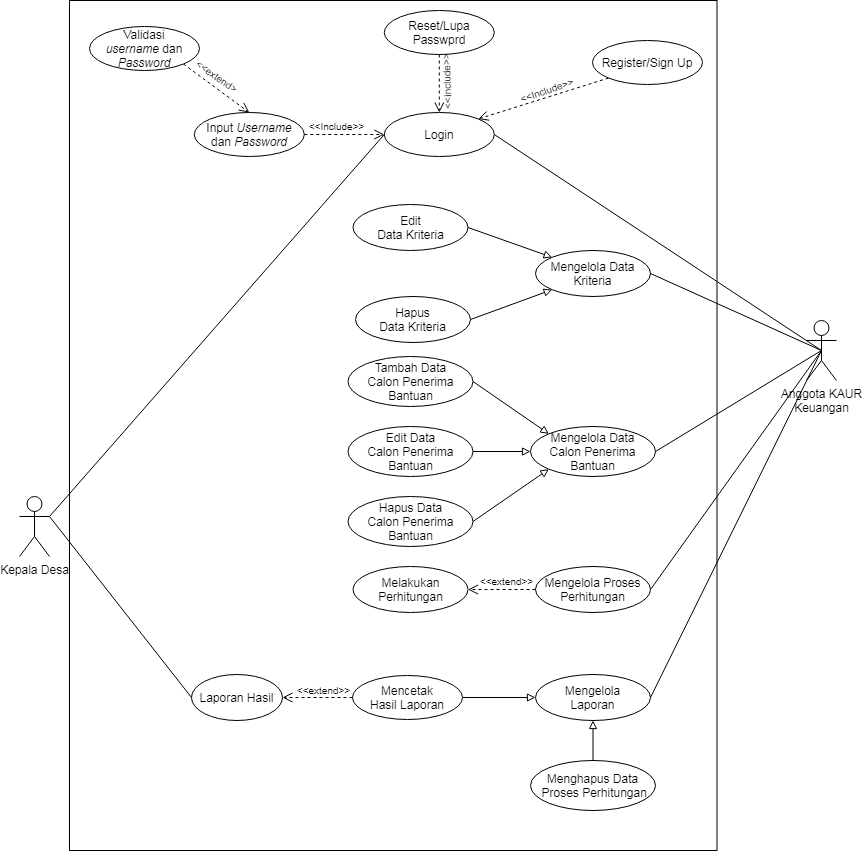 Validasi
username dan
Password
<<extend>>
Reset/Lupa
Passwprd
<<Include>>
Register/Sign Up
<<Include>>
Input Username
dan Password
<<Include>>
Login
Edit
Data Kriteria
Mengelola Data
Kriteria
Hapus
Data Kriteria
Tambah Data
Calon Penerima
Bantuan
Anggota KAUR
Keuangan
Edit Data
Calon Penerima
Bantuan
Mengelola Data
Calon Penerima
Bantuan
Hapus Data
Calon Penerima
Bantuan
Kepala Desa
Melakukan
Perhitungan
<<extend>>
Mengelola Proses
Perhitungan
Laporan Hasil
<<extend>>
Mencetak
Hasil Laporan
Mengelola
Laporan
Menghapus Data
Proses Perhitungan